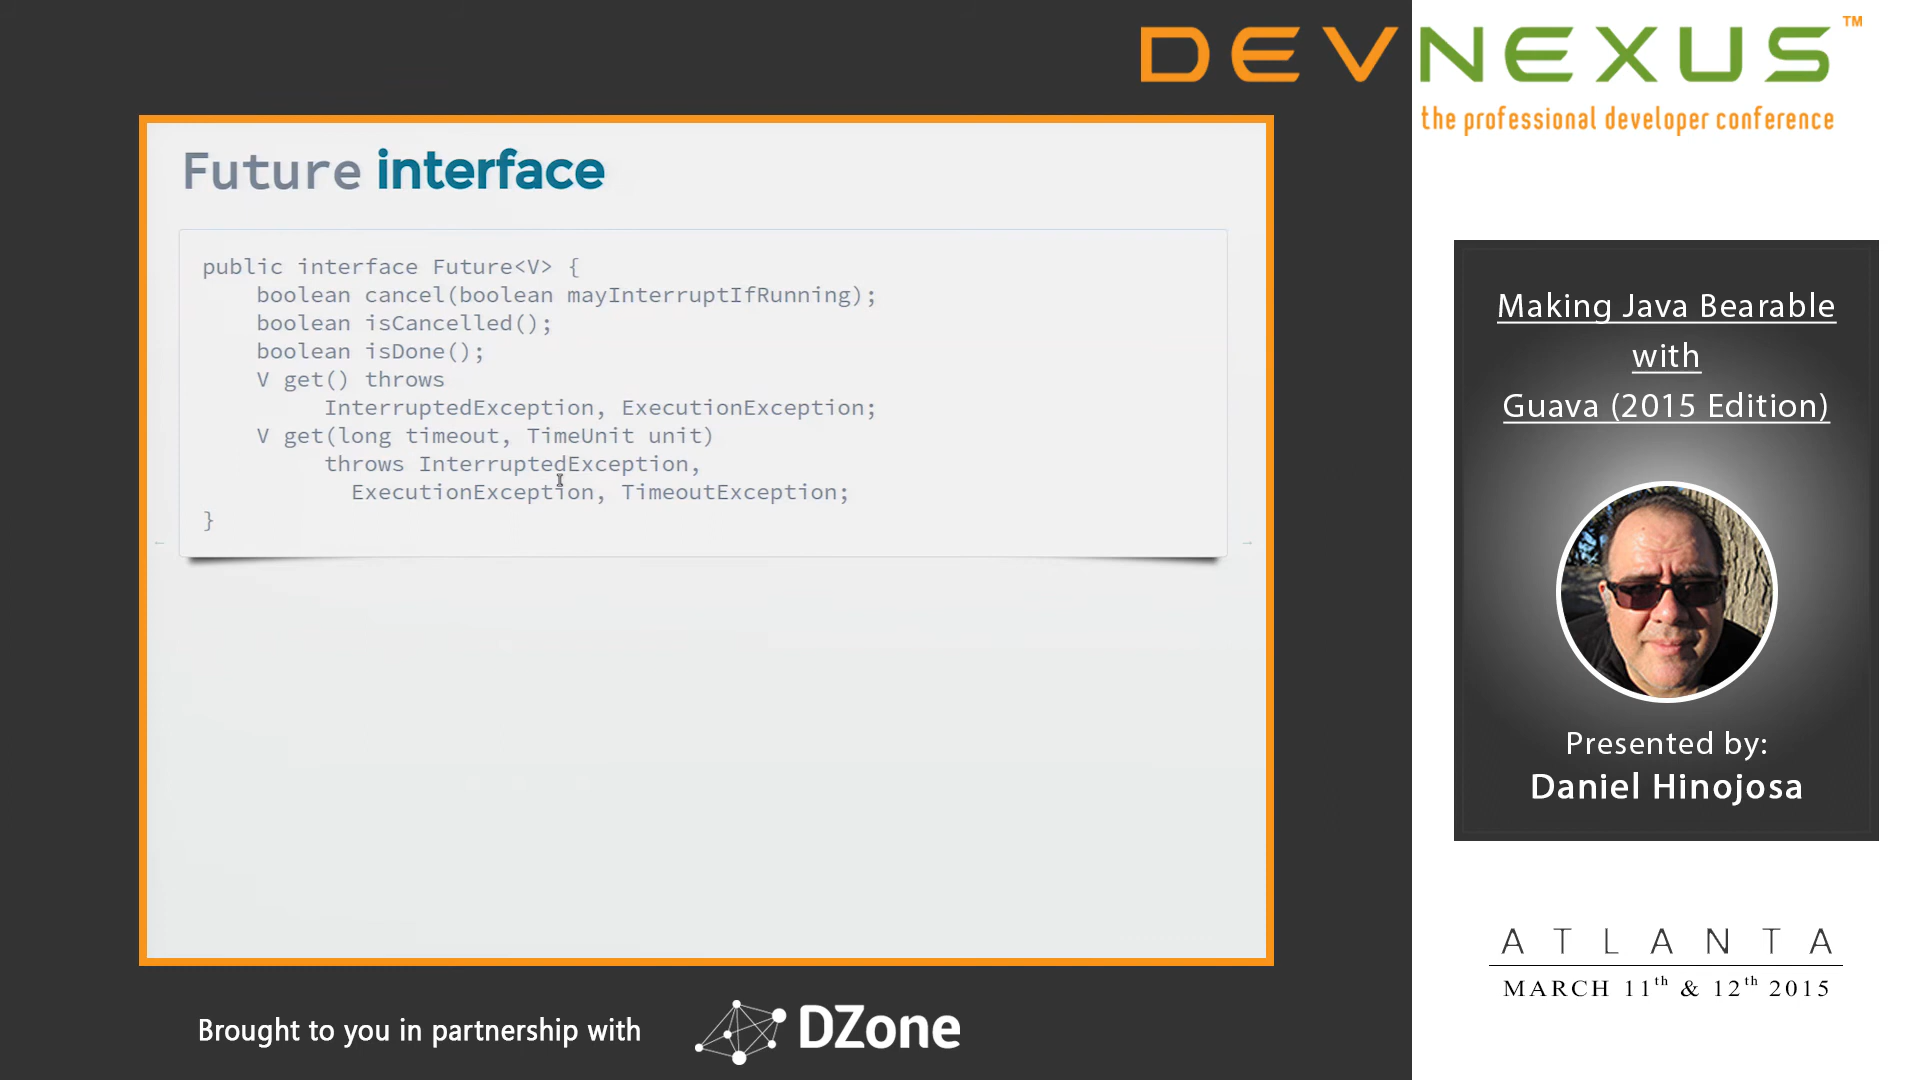 DEVNEXUS™
the professional developer conference
Future interface
public interface Future<V> {
    boolean cancel(boolean mayInterruptIfRunning);
    boolean isCancelled();
    boolean isDone();
    V get() throws
         InterruptedException, ExecutionException;
    V get(long timeout, TimeUnit unit)
         throws InterruptedException,
           ExecutionException, TimeoutException;
}
←
→
Making Java Bearable
with
Guava (2015 Edition)
Presented by:
Daniel Hinojosa
ATLANTA
MARCH 11th & 12th 2015
Brought to you in partnership with
DZone